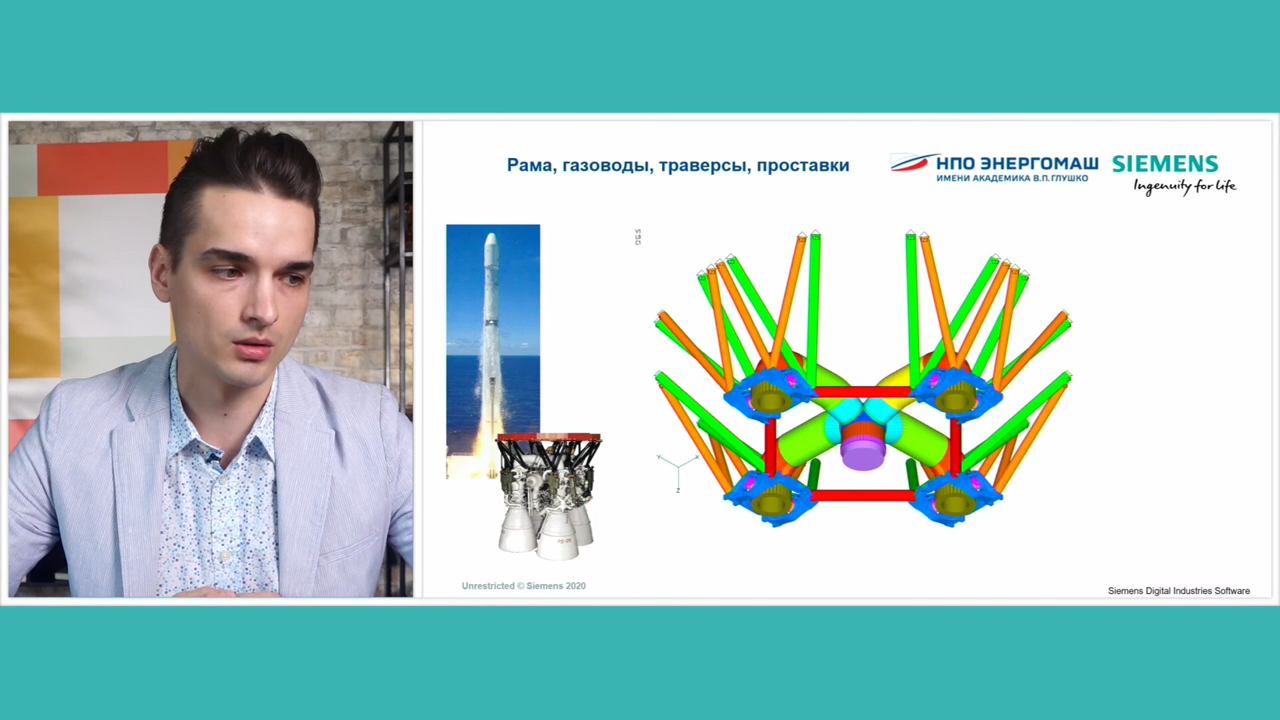 Рама, газоводы, траверсы, проставки
НПО ЭНЕРГОМАШ
ИМЕНИ АКАДЕМИКА В.П.ГЛУШКО
SIEMENS
Ingenuity for life
Y
X
Z
Unrestricted © Siemens 2020
Siemens Digital Industries Software